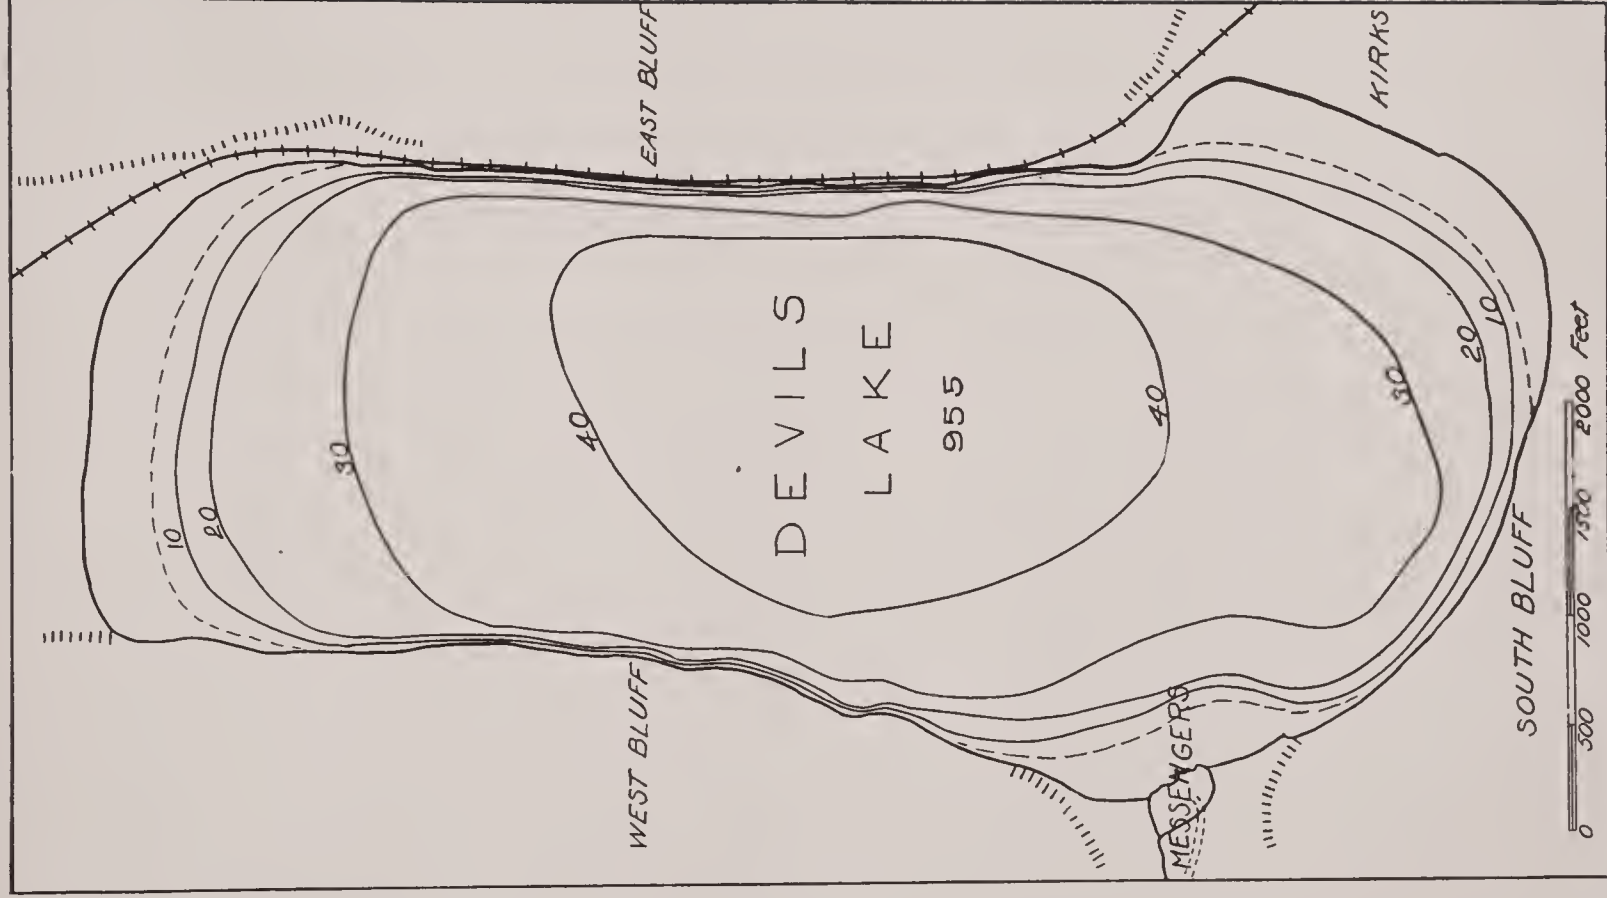 EAST BLUFF
KIRKS
DEVILS
LAKE
955
10
20
30
40
40
30
20
10
WEST BLUFF
MESSENGERS
SOUTH BLUFF
0 500 1000 1500 2000 Feet